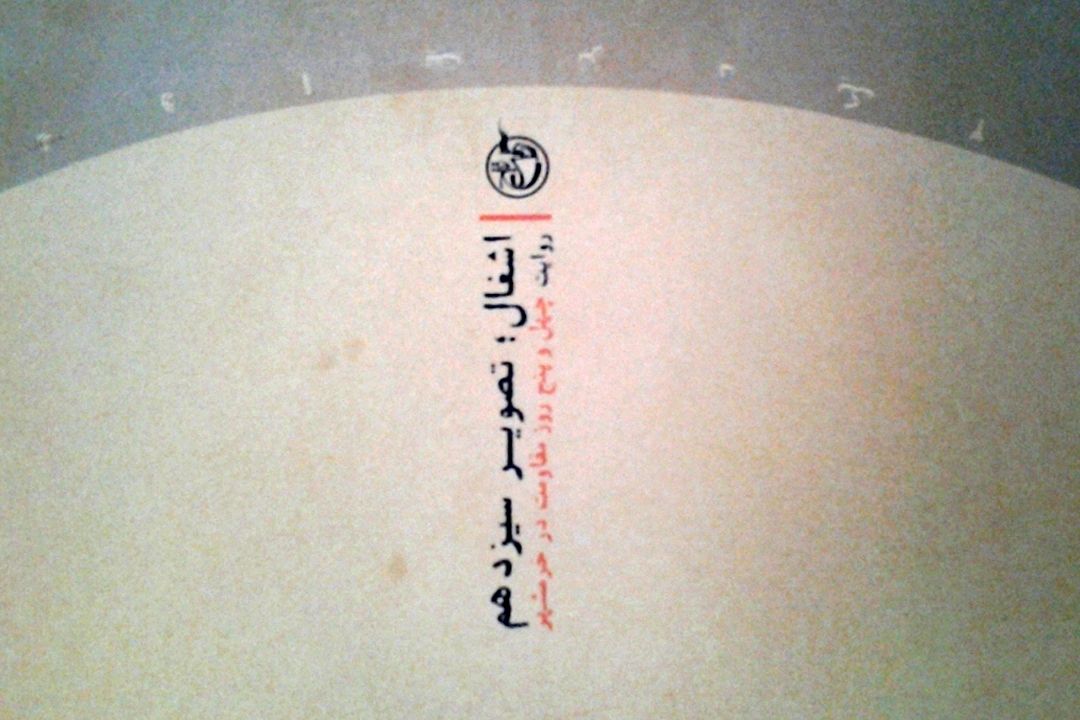 اشغال؛ تصویر سیزدهم
روایت چهل و پنج روز مقاومت در خرمشهر